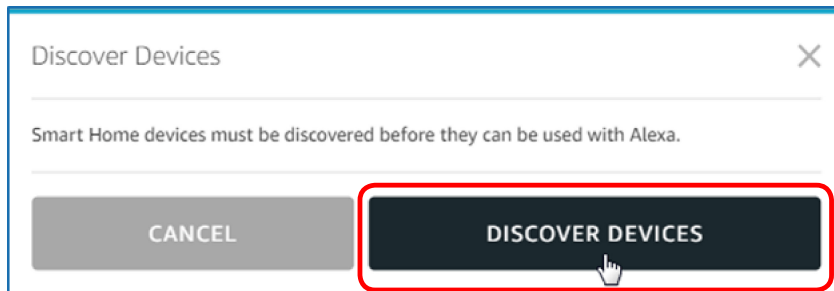 Discover Devices
Smart Home devices must be discovered before they can be used with Alexa.
CANCEL
DISCOVER DEVICES